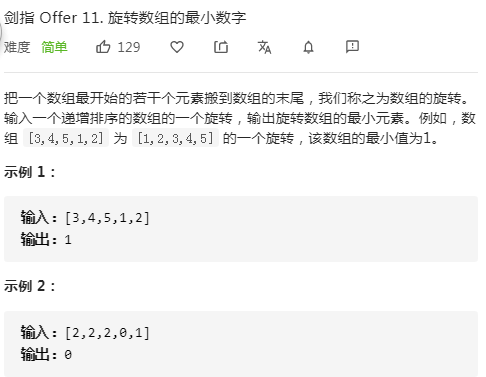 剑指 Offer 11. 旋转数组的最小数字
难度 简单 129
把一个数组最开始的若干个元素搬到数组的末尾，我们称之为数组的旋转。
输入一个递增排序的数组的一个旋转，输出旋转数组的最小元素。例如，数
组 [3,4,5,1,2] 为 [1,2,3,4,5] 的一个旋转，该数组的最小值为1。
示例 1：
输入：[3,4,5,1,2]
输出：1
示例 2：
输入：[2,2,2,0,1]
输出：0